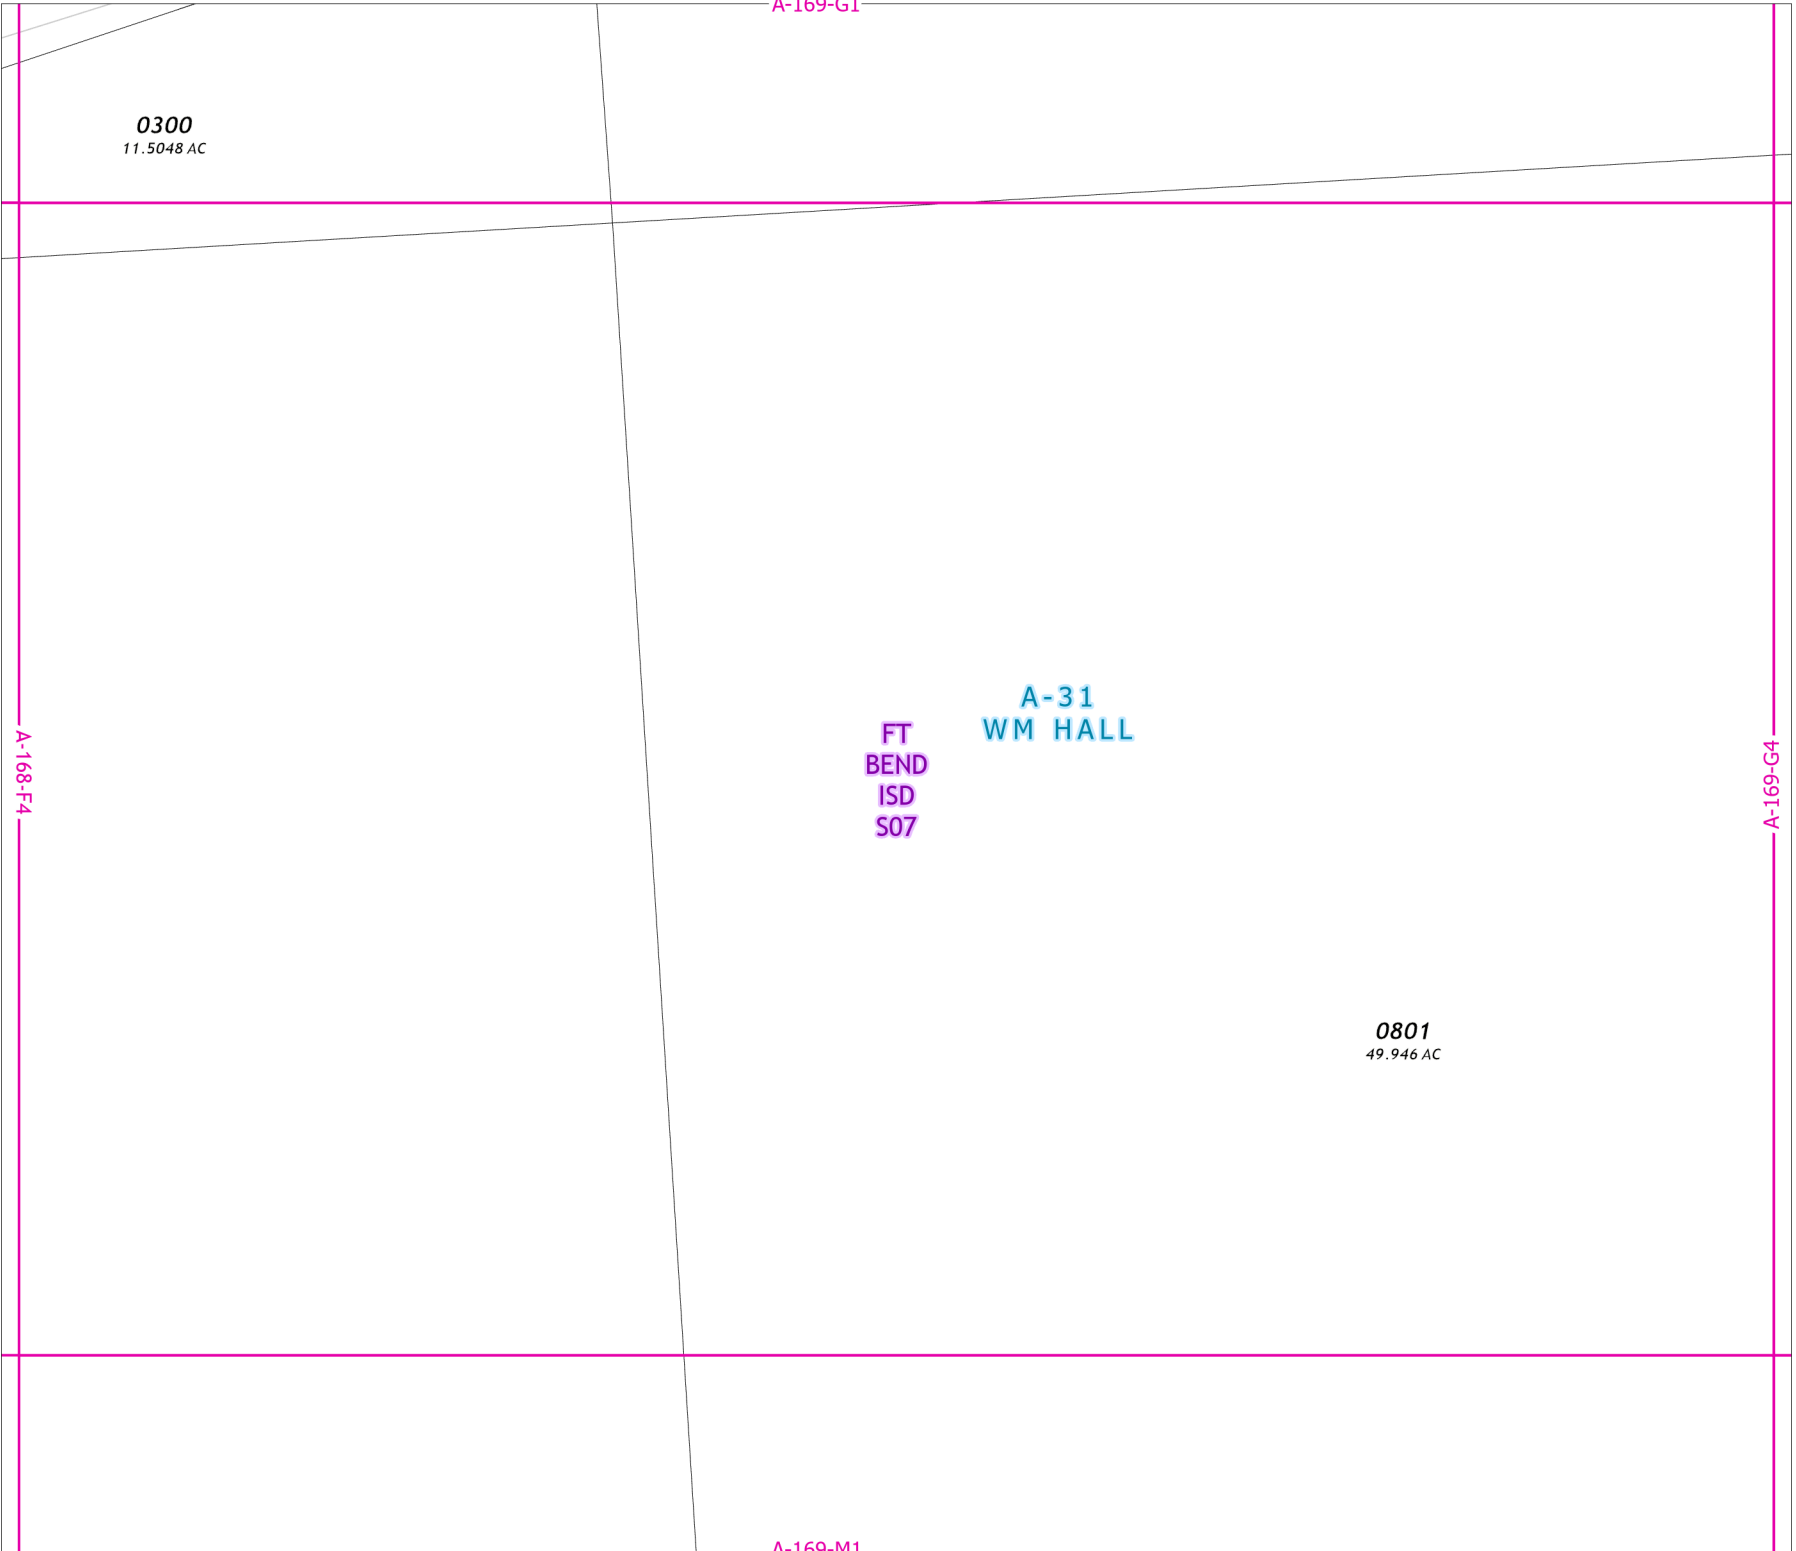 A-169-G1
0300
11.5048 AC
A-31
WM HALL
FT
BEND
ISD
S07
A-168-F4
A-169-G4
0801
49.946 AC
A-169-M1